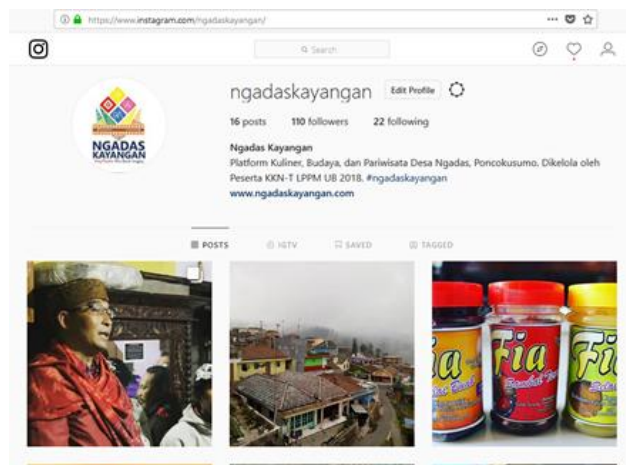 https://www.instagram.com/ngadaskayangan/
Search
ngadaskayangan Edit Profile
16 posts 110 followers 22 following
Ngadas Kayangan
Platform Kuliner, Budaya, dan Pariwisata Desa Ngadas, Poncokusumo. Dikelola oleh
Peserta KKN-T LPPM UB 2018. #ngadaskayangan
www.ngadaskayangan.com
NGADAS
KAYANGAN
POSTS IGTV SAVED TAGGED
Fia
Sambal